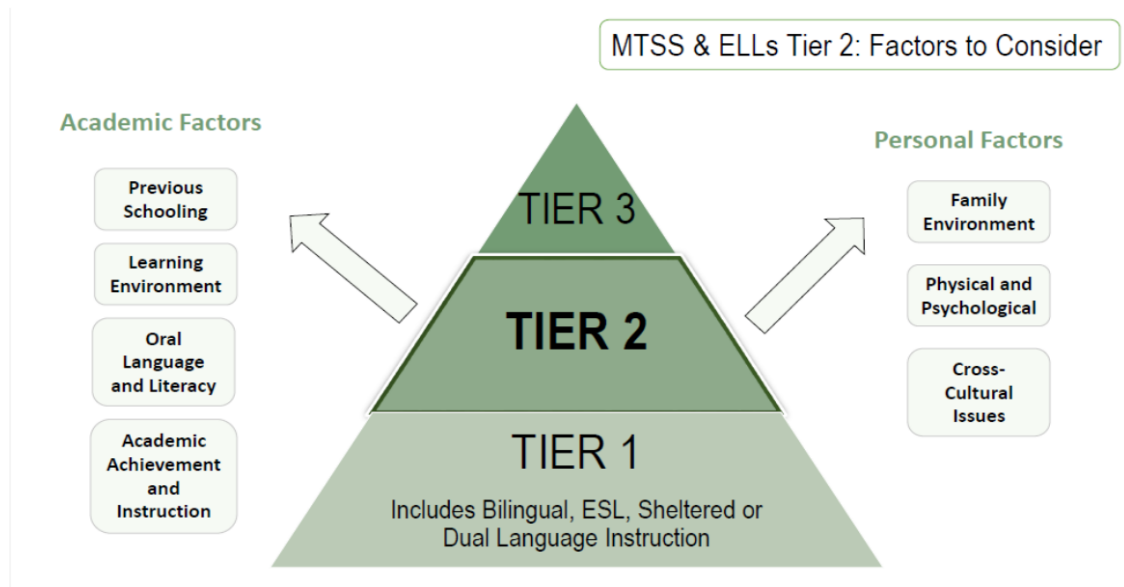 MTSS & ELLs Tier 2: Factors to Consider
Academic Factors
Previous
Schooling
Learning
Environment
Oral
Language
and Literacy
Academic
Achievement
and
Instruction
TIER 3
TIER 2
TIER 1
Includes Bilingual, ESL, Sheltered or
Dual Language Instruction
Personal Factors
Family
Environment
Physical and
Psychological
Cross-
Cultural
Issues